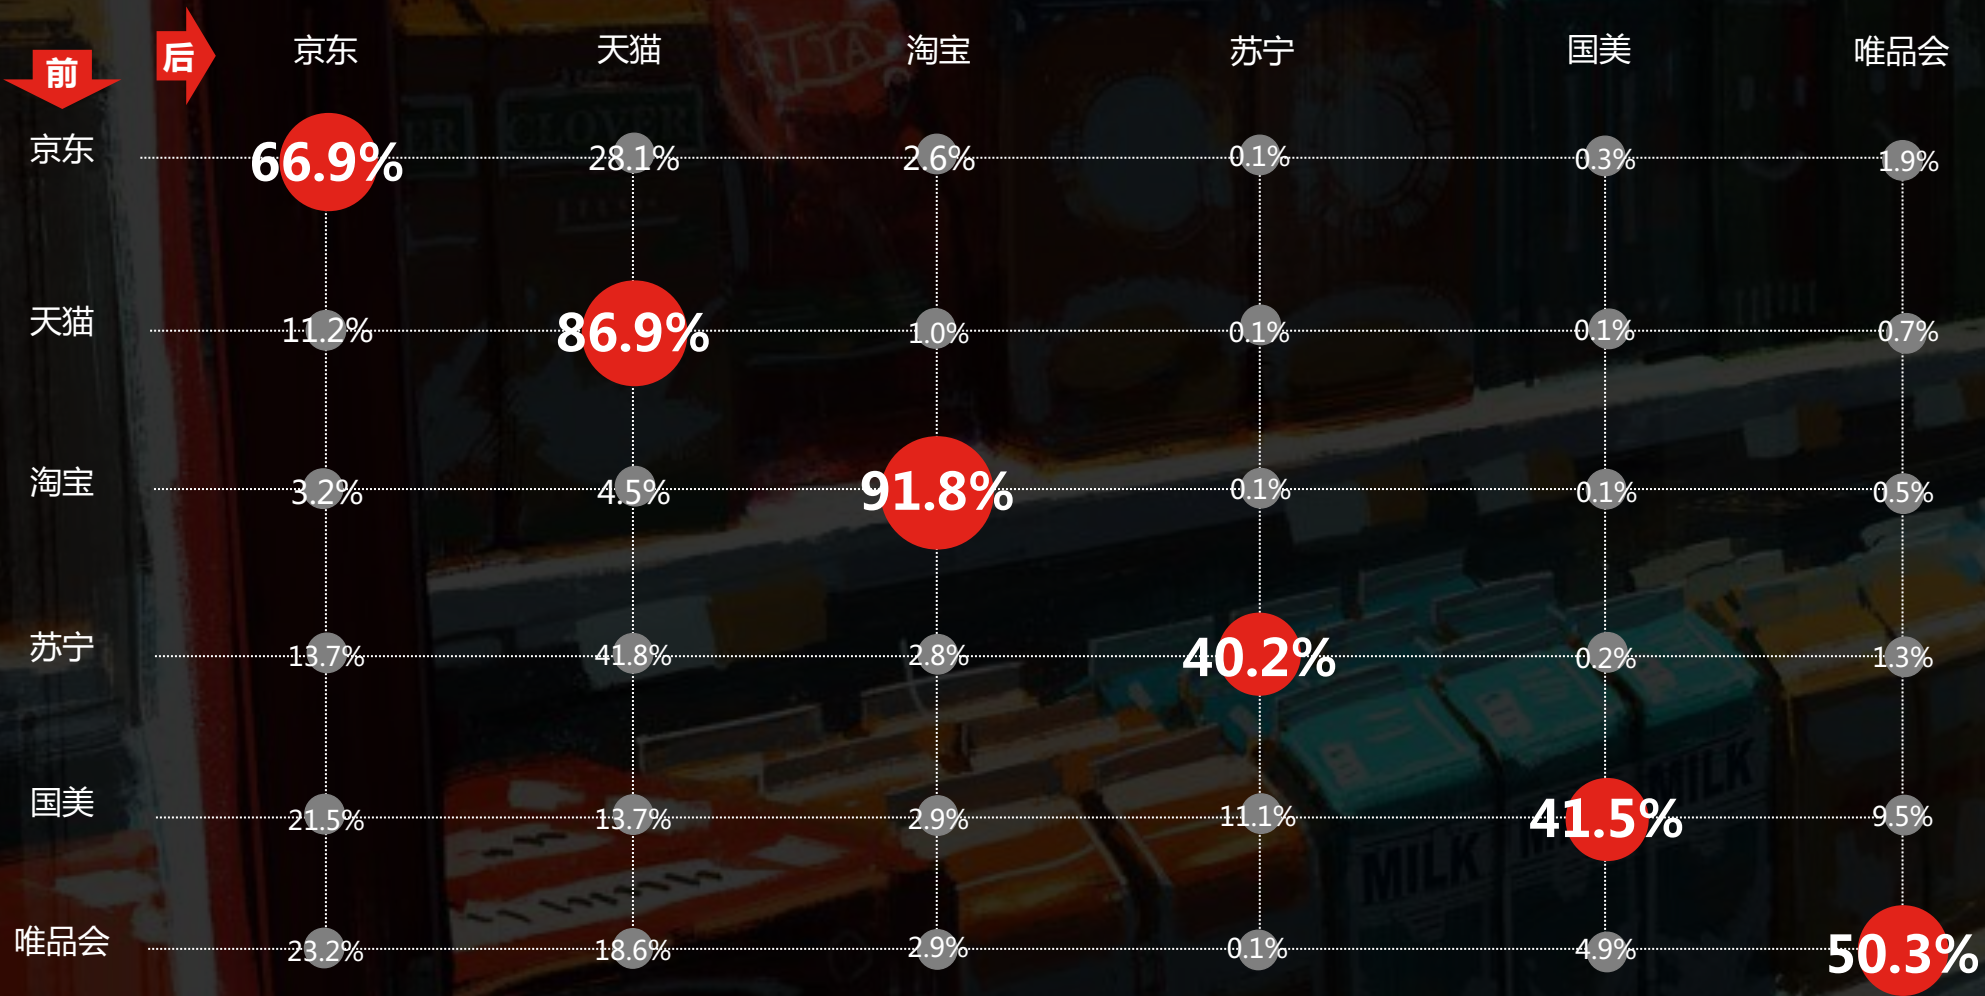 前 后 京东 天猫 淘宝 苏宁 国美 唯品会
京东 66.9% 28.1% 2.6% 0.1% 0.3% 1.9%
天猫 11.2% 86.9% 1.0% 0.1% 0.1% 0.7%
淘宝 3.2% 4.5% 91.8% 0.1% 0.1% 0.5%
苏宁 13.7% 41.8% 2.8% 40.2% 0.2% 1.3%
国美 21.5% 13.7% 2.9% 11.1% 41.5% 9.5%
唯品会 23.2% 18.6% 2.9% 0.1% 4.9% 50.3%
CLOVER
MILK
MILK